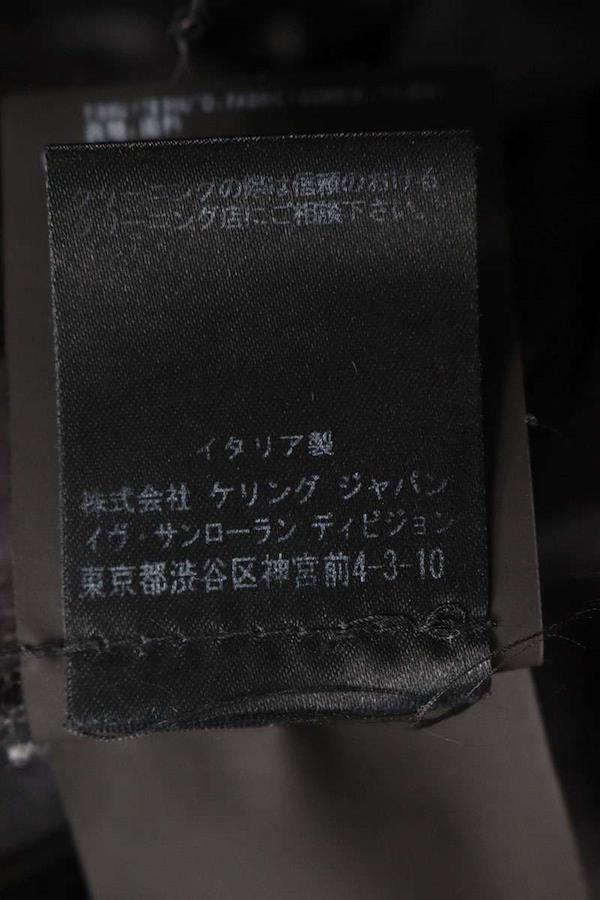 クリーニングの際は信頼のおける
クリーニング店にご相談下さい。
イタリア製
株式会社 ケリング ジャパン
イヴ・サンローラン ディビジョン
東京都渋谷区神宮前4-3-10